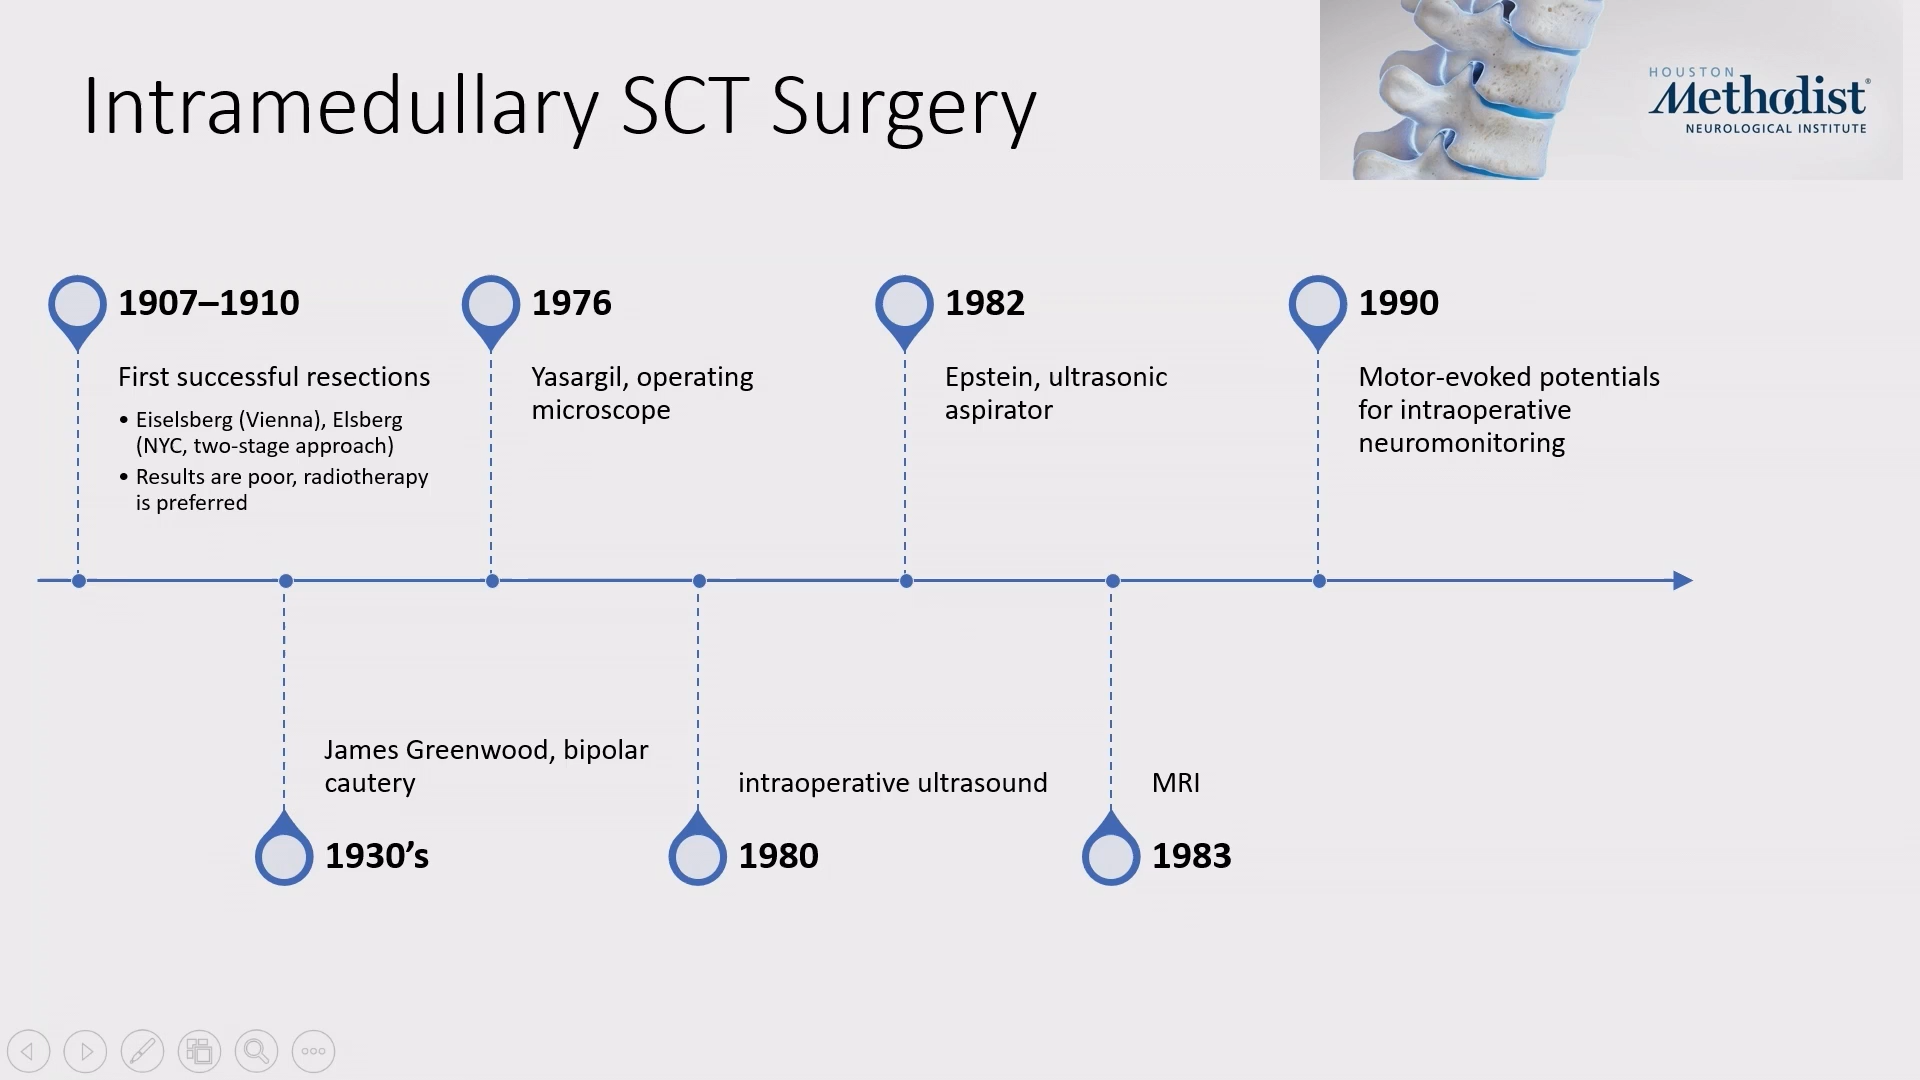 Intramedullary SCT Surgery
HOUSTON
Methodist®
NEUROLOGICAL INSTITUTE
1907–1910
First successful resections
• Eiselsberg (Vienna), Elsberg
(NYC, two-stage approach)
• Results are poor, radiotherapy
is preferred
1976
Yasargil, operating
microscope
1982
Epstein, ultrasonic
aspirator
1990
Motor-evoked potentials
for intraoperative
neuromonitoring
James Greenwood, bipolar
cautery
1930’s
intraoperative ultrasound
1980
MRI
1983